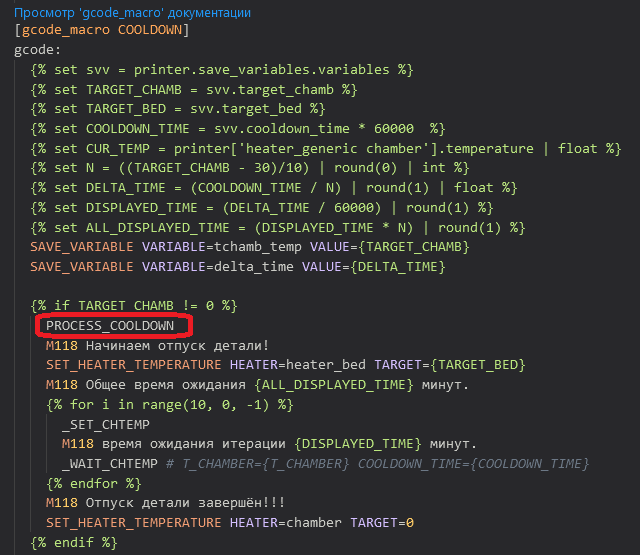 Просмотр 'gcode_macro' документации
[gcode_macro COOLDOWN]
gcode:
{% set svv = printer.save_variables.variables %}
{% set TARGET_CHAMB = svv.target_chamb %}
{% set TARGET_BED = svv.target_bed %}
{% set COOLDOWN_TIME = svv.cooldown_time * 60000  %}
{% set CUR_TEMP = printer['heater_generic chamber'].temperature | float %}
{% set N = ((TARGET_CHAMB - 30)/10) | round(0) | int %}
{% set DELTA_TIME = (COOLDOWN_TIME / N) | round(1) | float %}
{% set DISPLAYED_TIME = (DELTA_TIME / 60000) | round(1) %}
{% set ALL_DISPLAYED_TIME = (DISPLAYED_TIME * N) | round(1) %}
SAVE_VARIABLE VARIABLE=tchamb_temp VALUE={TARGET_CHAMB}
SAVE_VARIABLE VARIABLE=delta_time VALUE={DELTA_TIME}
{% if TARGET_CHAMB != 0 %}
PROCESS_COOLDOWN
M118 Начинаем отпуск детали!
SET_HEATER_TEMPERATURE HEATER=heater_bed TARGET={TARGET_BED}
M118 Общее время ожидания {ALL_DISPLAYED_TIME} минут.
{% for i in range(10, 0, -1) %}
_SET_CHTEMP
M118 время ожидания итерации {DISPLAYED_TIME} минут.
_WAIT_CHTEMP # T_CHAMBER={T_CHAMBER} COOLDOWN_TIME={COOLDOWN_TIME}
{% endfor %}
M118 Отпуск детали завершён!!!
SET_HEATER_TEMPERATURE HEATER=chamber TARGET=0
{% endif %}